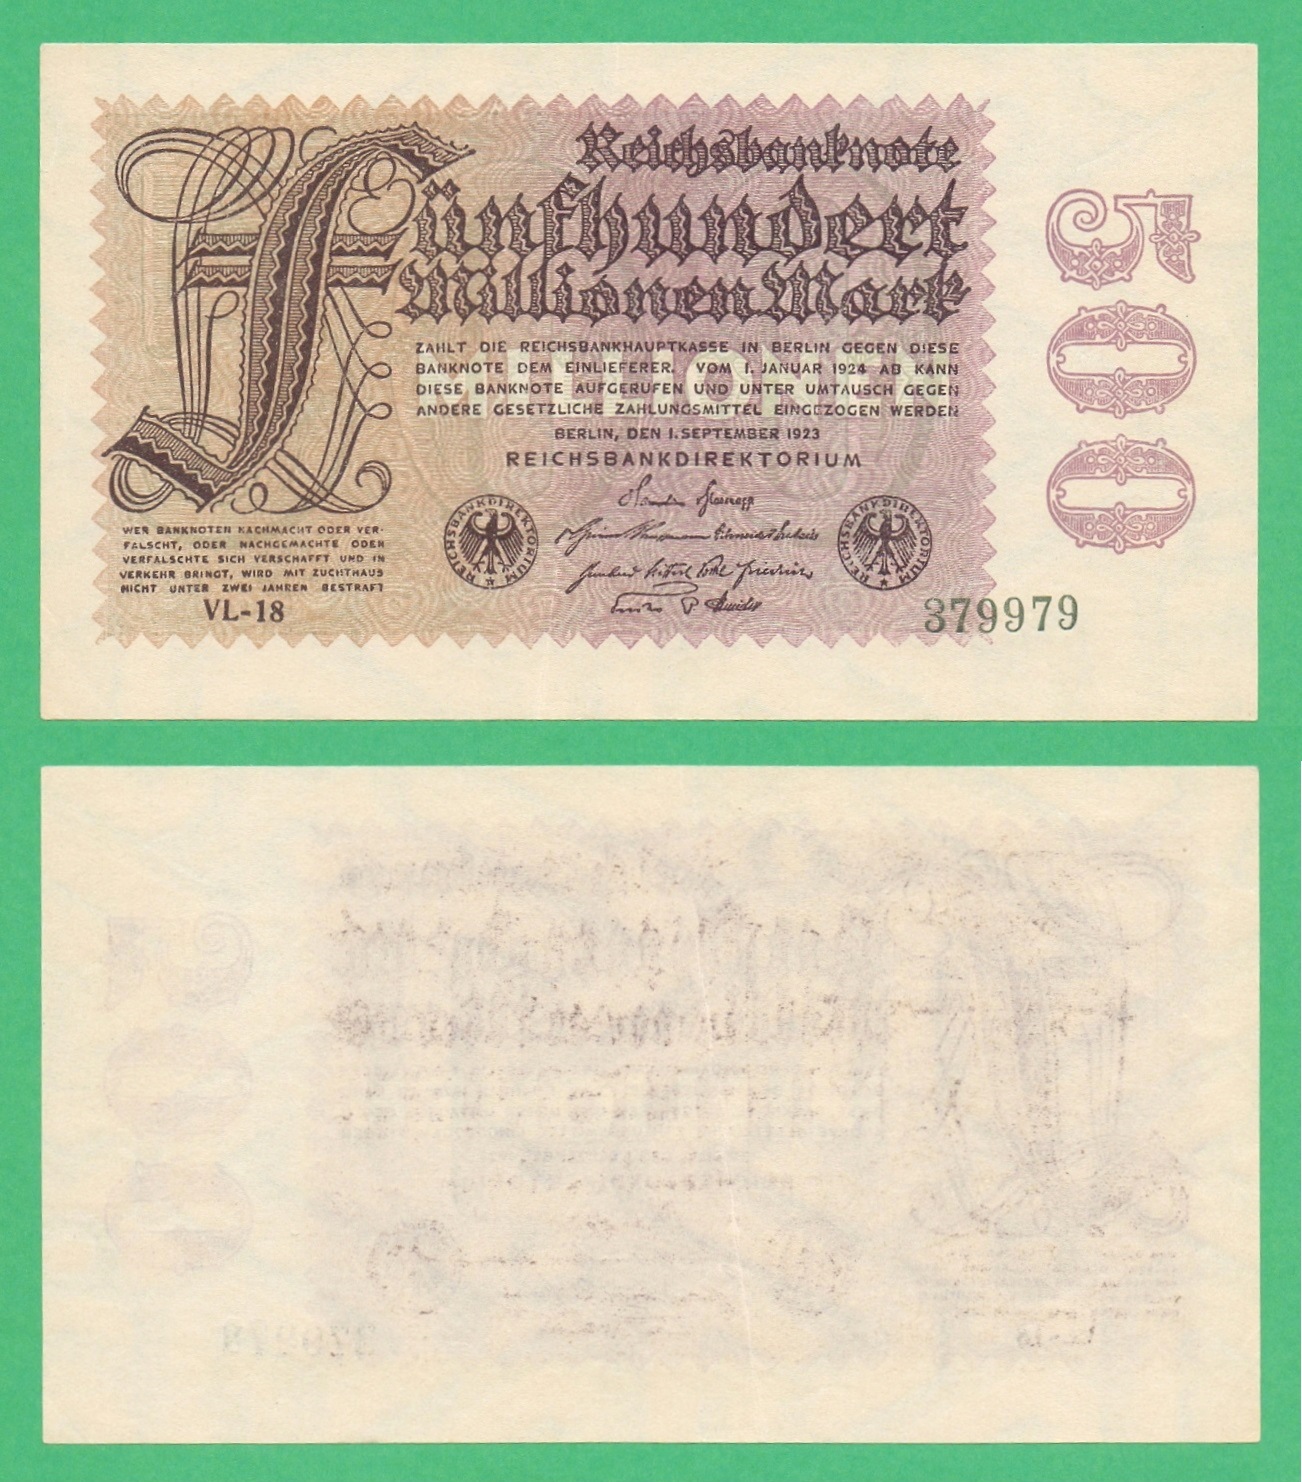 Reichsbanknote
Fünfhundert
Millionen Mark
ZAHLT DIE REICHSBANKHAUPTKASSE IN BERLIN GEGEN DIESE
BANKNOTE DEM EINLIEFERER. VOM 1. JANUAR 1924 AB KANN
DIESE BANKNOTE AUFGERUFEN UND UNTER UMTAUSCH GEGEN
ANDERE GESETZLICHE ZAHLUNGSMITTEL EINGEZOGEN WERDEN
BERLIN, DEN 1. SEPTEMBER 1923
REICHSBANKDIREKTORIUM
MILLIONEN
REICHSBANKDIREKTORIUM
REICHSBANKDIREKTORIUM
WER BANKNOTEN NACHMACHT ODER VER-
FÄLSCHT, ODER NACHGEMACHTE ODER
VERFÄLSCHTE SICH VERSCHAFFT UND IN
VERKEHR BRINGT, WIRD MIT ZUCHTHAUS
NICHT UNTER ZWEI JAHREN BESTRAFT
VL-18
379979
500